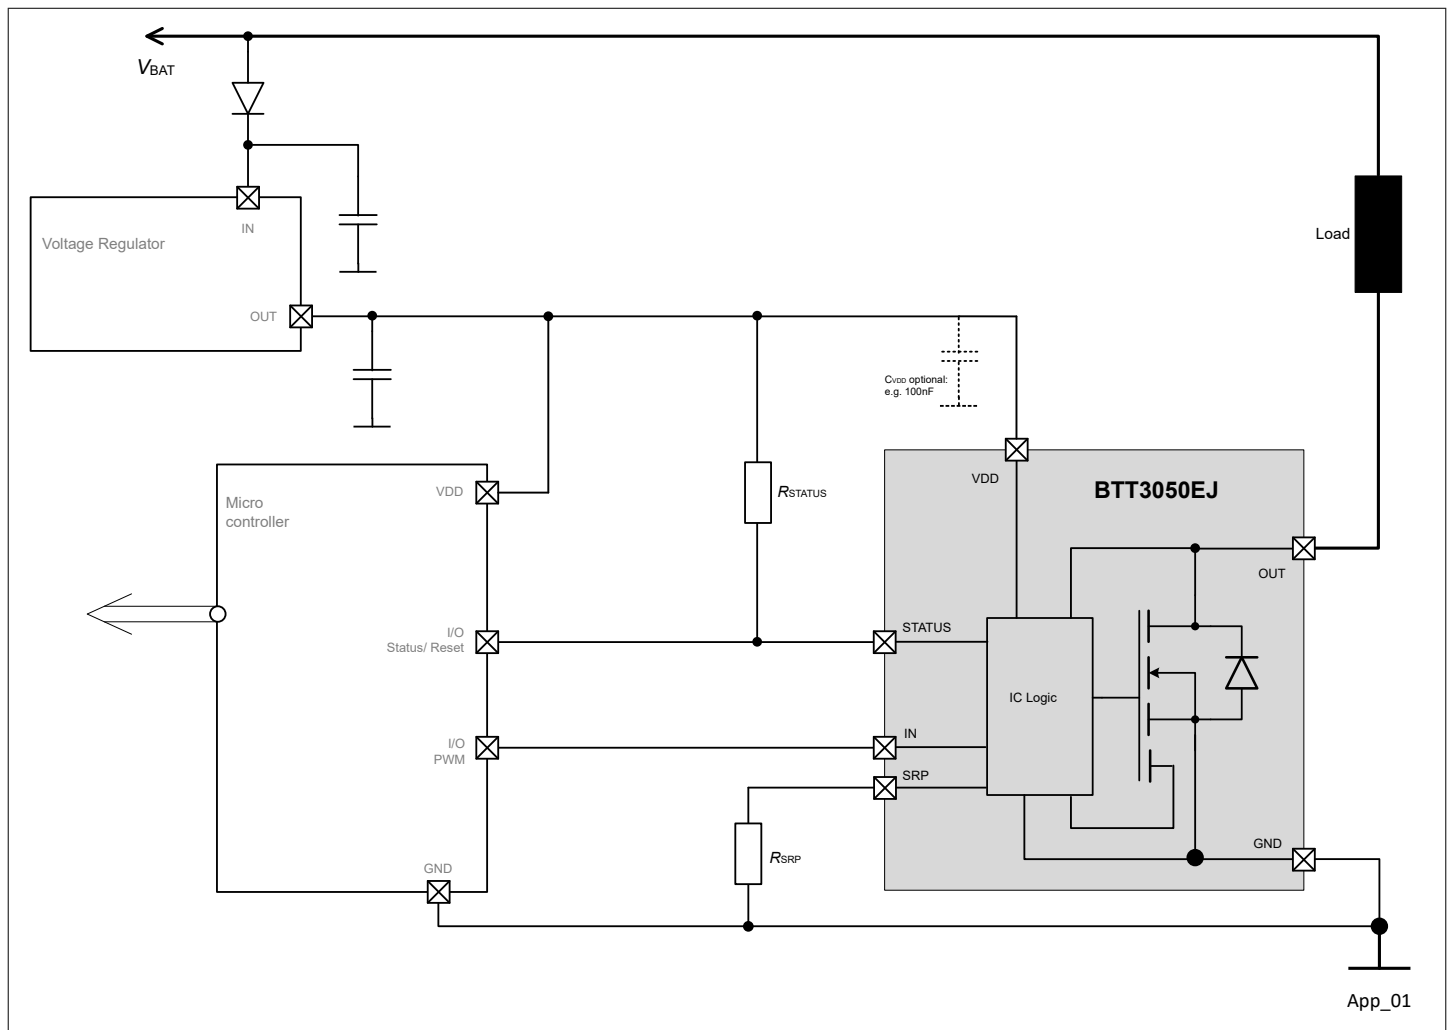 VBAT
IN
Voltage Regulator
Load
OUT
CVDD optional:
e.g. 100nF
VDD
RSTATUS
VDD
BTT3050EJ
Micro
controller
OUT
I/O
Status/ Reset
STATUS
IC Logic
I/O
PWM
IN
SRP
GND
RSRP
GND
App_01